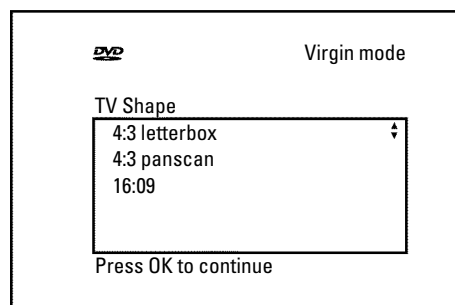 DVD
Virgin mode
TV Shape
4:3 letterbox
4:3 panscan
16:09
Press OK to continue